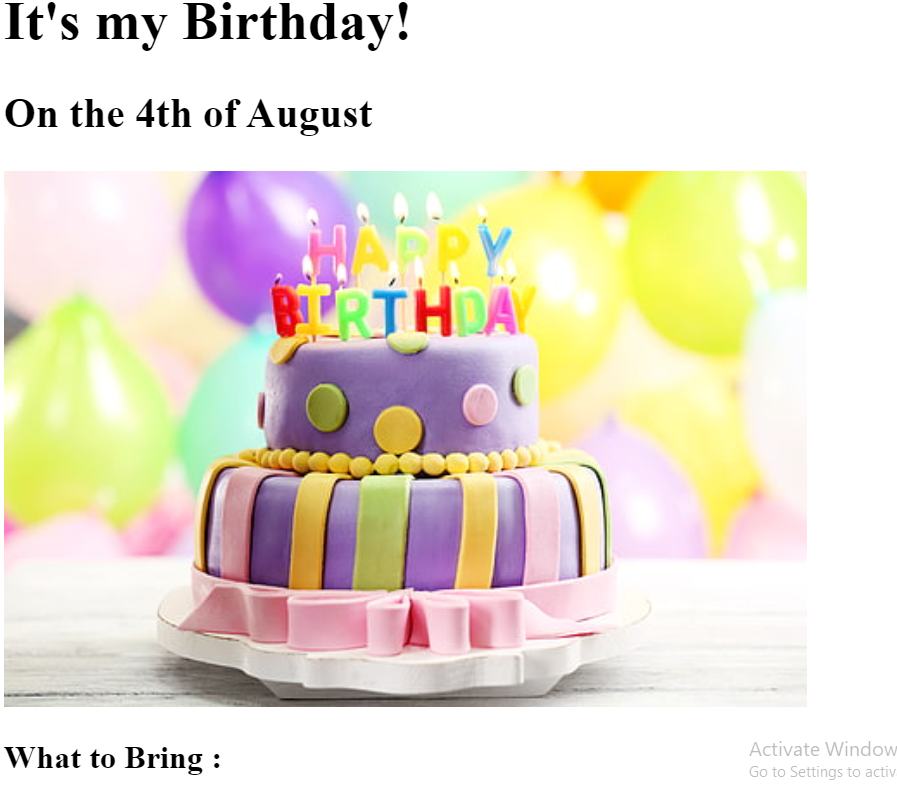 It's my Birthday!
On the 4th of August
HAPPY
BIRTHDAY
What to Bring :
Activate Window
Go to Settings to activ